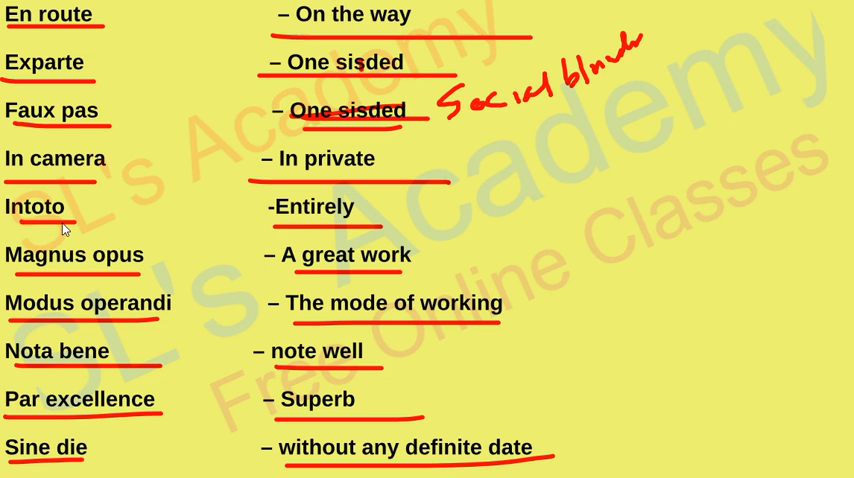 En route – On the way
Exparte – One sisded
Faux pas – One sisded Social blunder
In camera – In private
Intoto -Entirely
Magnus opus – A great work
Modus operandi – The mode of working
Nota bene – note well
Par excellence – Superb
Sine die – without any definite date
SL's Academy
SL's Academy
Free Online Classes